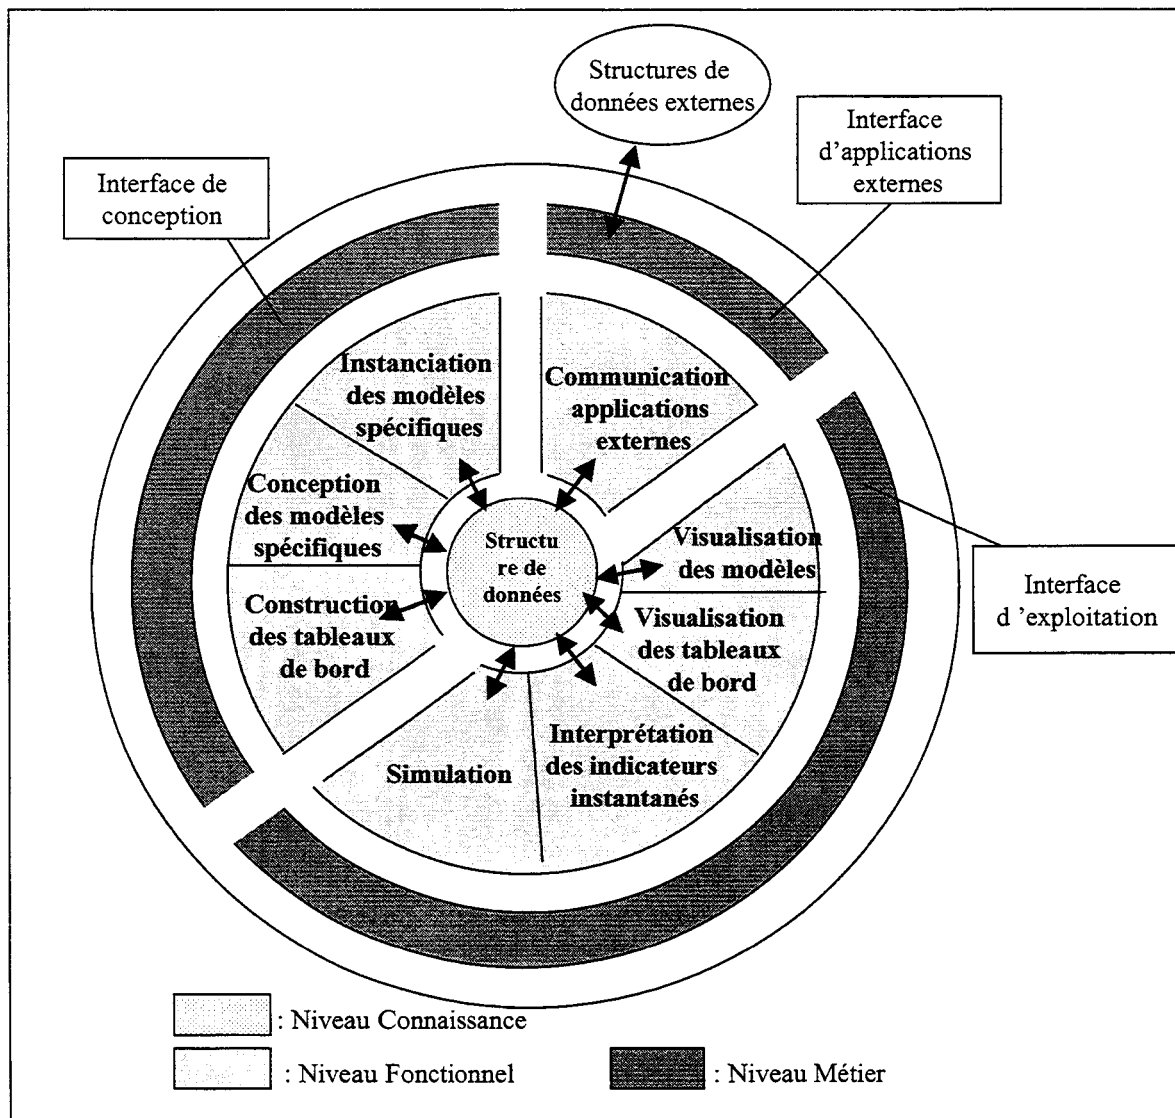 Structures de
données externes
Interface
d'applications
externes
Interface de
conception
Instanciation
des modèles
spécifiques
Communication
applications
externes
Conception
des modèles
spécifiques
Structu
re de
données
Visualisation
des modèles
Interface
d 'exploitation
Construction
des tableaux
de bord
Visualisation
des tableaux
de bord
Interprétation
des indicateurs
instantanés
Simulation
: Niveau Connaissance
: Niveau Fonctionnel
: Niveau Métier